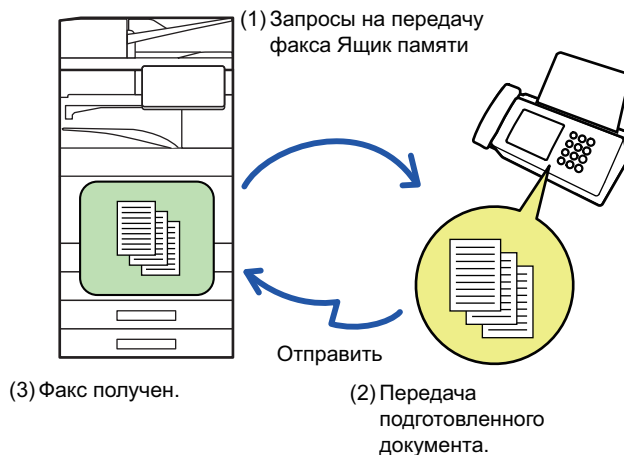 (1) Запросы на передачу
факса Ящик памяти
Отправить
(3) Факс получен.
(2) Передача
подготовленного
документа.